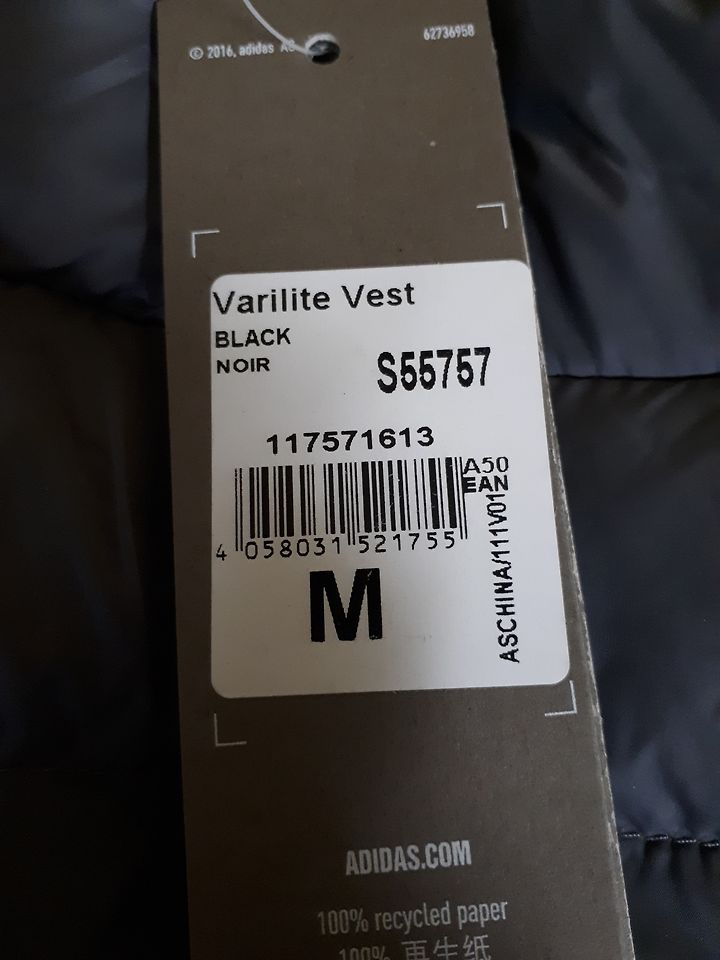 © 2016, adidas AG
62736958
Varilite Vest
BLACK
NOIR
S55757
117571613
A50
EAN
4 058031 521755
ASCHINA/111V01
M
ADIDAS.COM
100% recycled paper
100% 再生纸